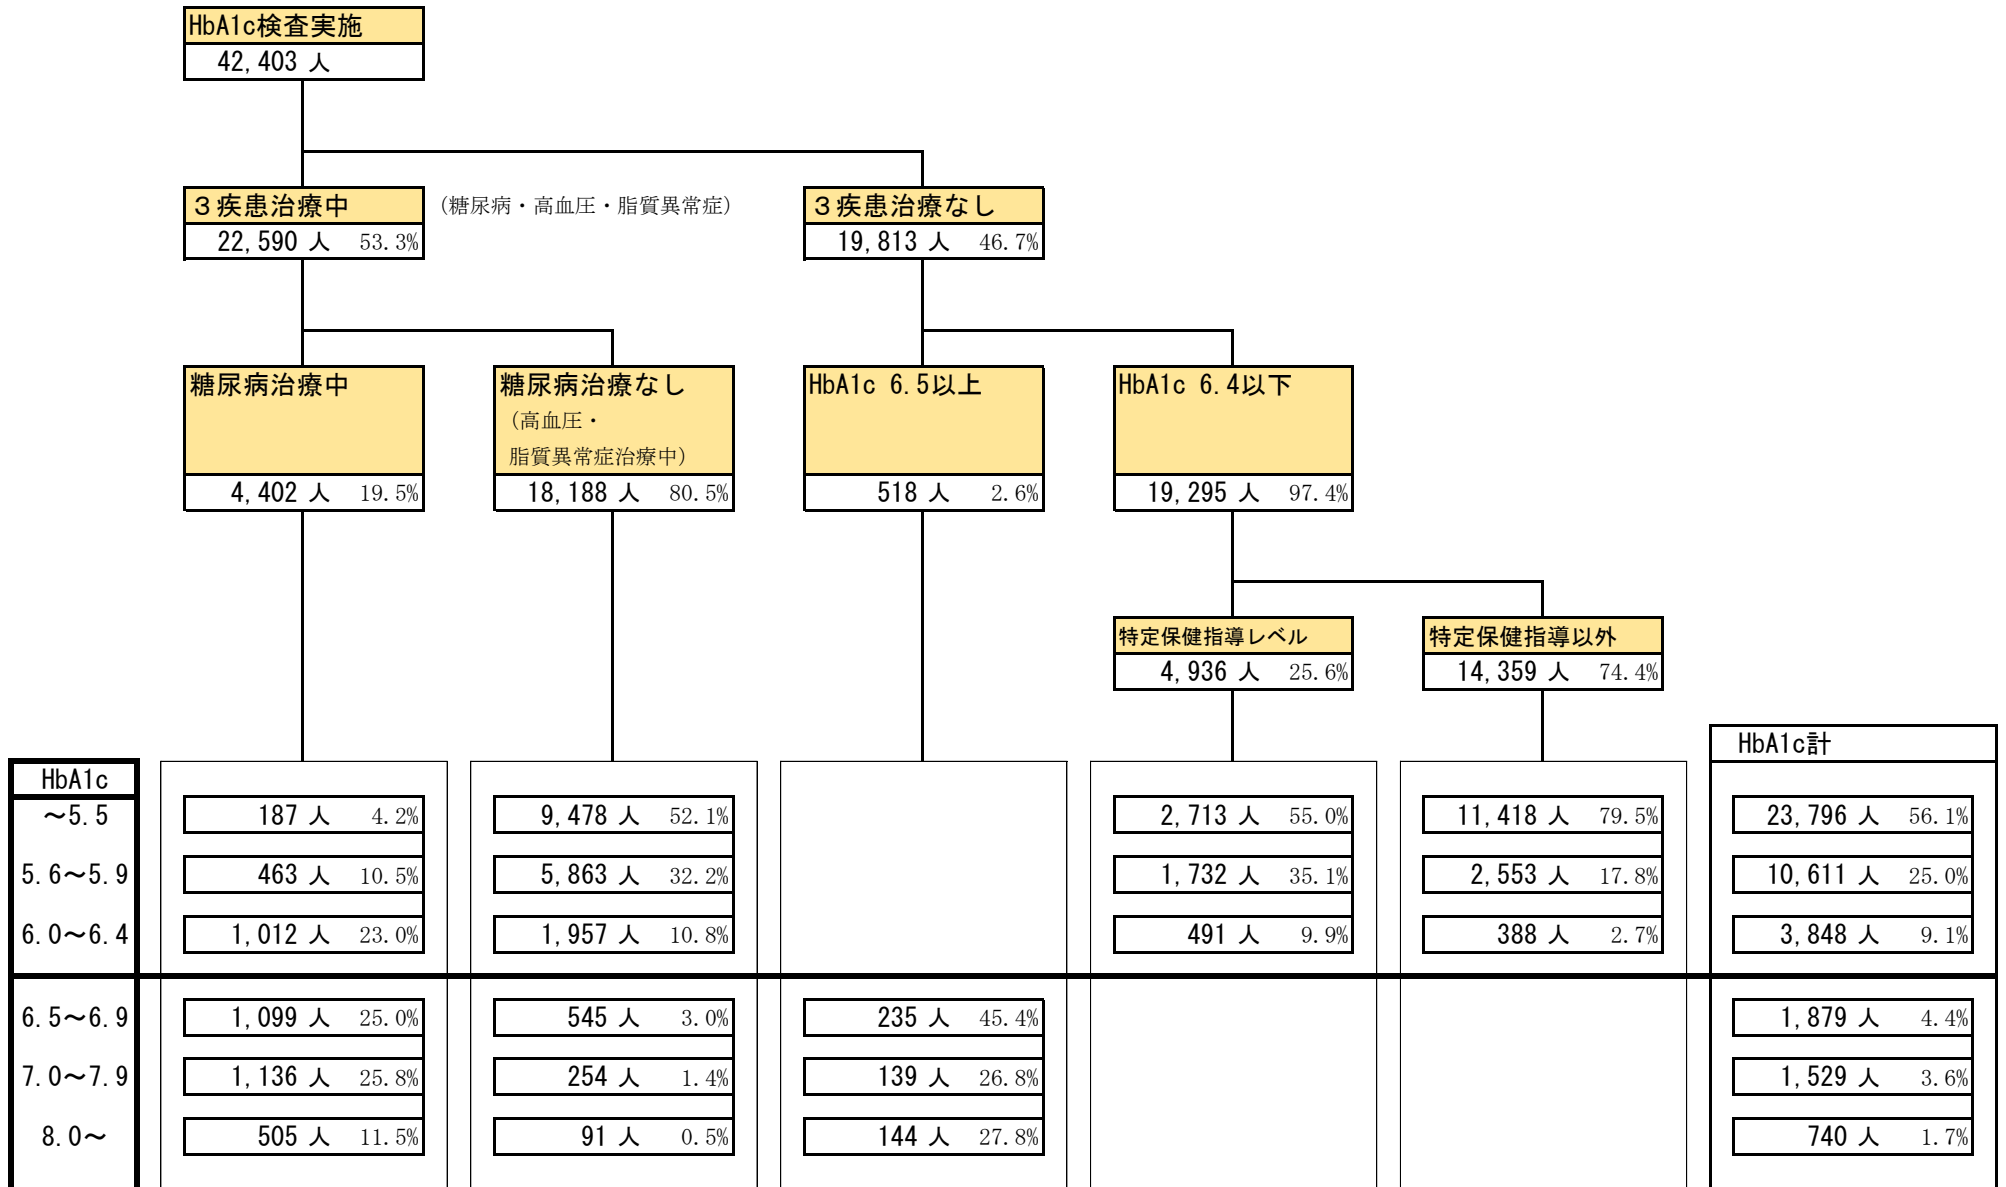 HbA1c検査実施
42,403 人
３疾患治療中
(糖尿病・高血圧・脂質異常症)
３疾患治療なし
22,590 人 53.3%
19,813 人 46.7%
糖尿病治療中
糖尿病治療なし
(高血圧・
脂質異常症治療中)
HbA1c 6.5以上
HbA1c 6.4以下
4,402 人 19.5%
18,188 人 80.5%
518 人 2.6%
19,295 人 97.4%
特定保健指導レベル
特定保健指導以外
4,936 人 25.6%
14,359 人 74.4%
HbA1c計
HbA1c
～5.5 187 人 4.2% 9,478 人 52.1% 2,713 人 55.0% 11,418 人 79.5% 23,796 人 56.1%
5.6～5.9 463 人 10.5% 5,863 人 32.2% 1,732 人 35.1% 2,553 人 17.8% 10,611 人 25.0%
6.0～6.4 1,012 人 23.0% 1,957 人 10.8% 491 人 9.9% 388 人 2.7% 3,848 人 9.1%
6.5～6.9 1,099 人 25.0% 545 人 3.0% 235 人 45.4% 1,879 人 4.4%
7.0～7.9 1,136 人 25.8% 254 人 1.4% 139 人 26.8% 1,529 人 3.6%
8.0～ 505 人 11.5% 91 人 0.5% 144 人 27.8% 740 人 1.7%